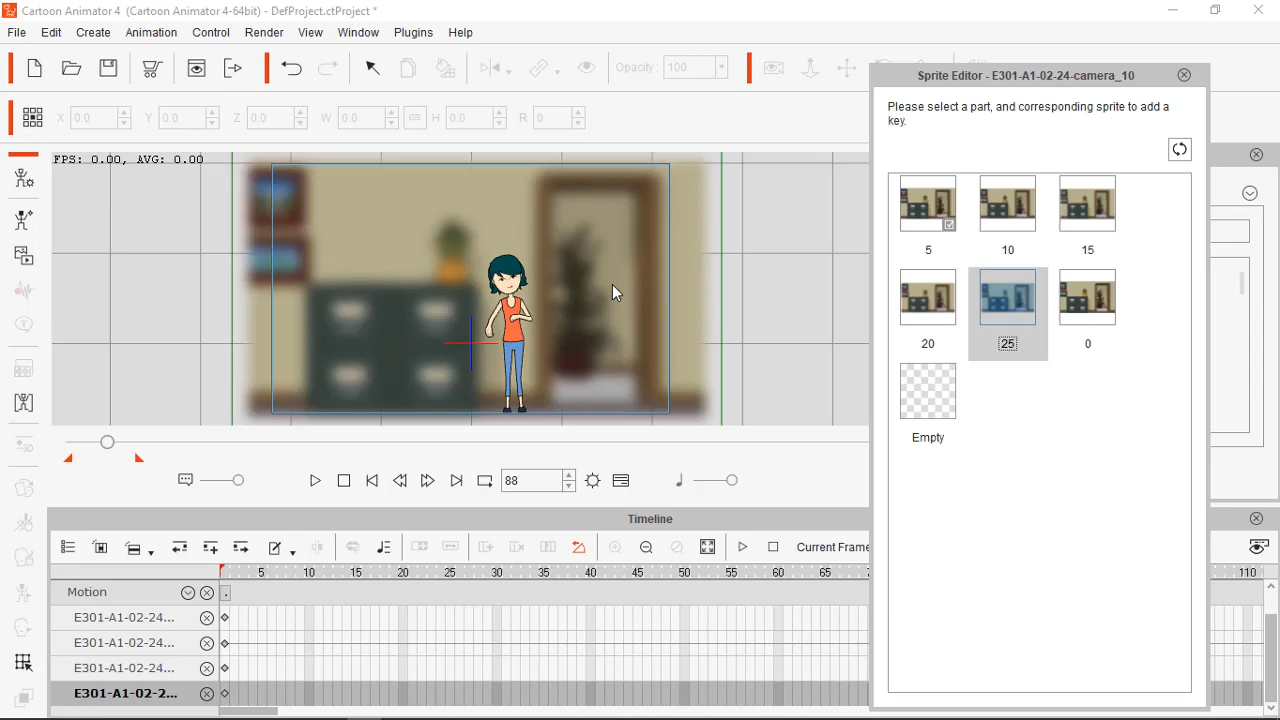 Cartoon Animator 4 (Cartoon Animator 4-64bit) - DefProject.ctProject *
File Edit Create Animation Control Render View Window Plugins Help
Opacity : 100
X 0.0 Y 0.0 Z 0.0 W 0.0 H 0.0 R 0
FPS: 0.00, AVG: 0.00
Sprite Editor - E301-A1-02-24-camera_10
Please select a part, and corresponding sprite to add a
key.
5 10 15
20 25 0
Empty
88
Timeline
Current Frame
5 10 15 20 25 30 35 40 45 50 55 60 65 110
Motion
E301-A1-02-24...
E301-A1-02-24...
E301-A1-02-24...
E301-A1-02-2...